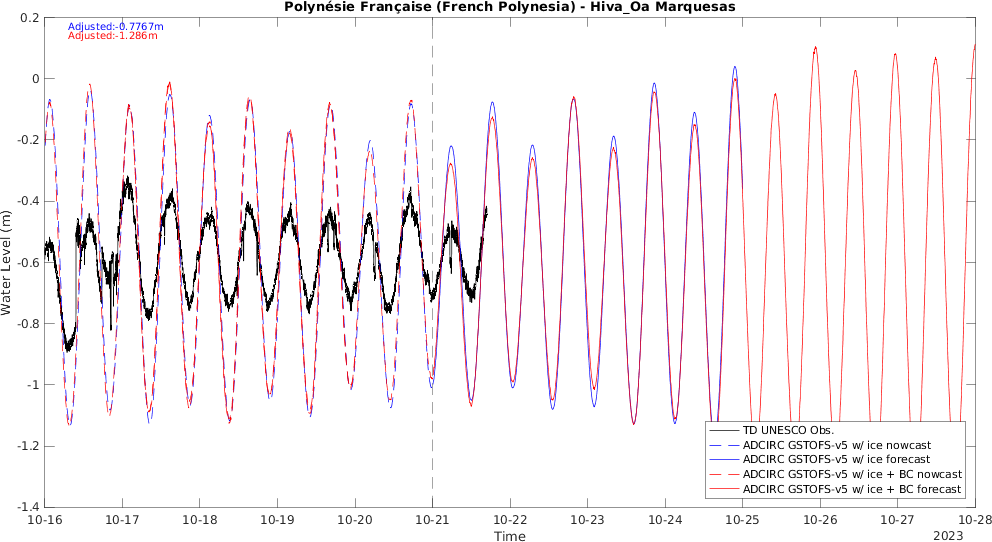 Polynésie Française (French Polynesia) - Hiva_Oa Marquesas
Adjusted:-0.7767m
Adjusted:-1.286m
0.2
0
-0.2
-0.4
-0.6
-0.8
-1
-1.2
-1.4
Water Level (m)
10-16 10-17 10-18 10-19 10-20 10-21 10-22 10-23 10-24 10-25 10-26 10-27 10-28
Time
2023
TD UNESCO Obs.
ADCIRC GSTOFS-v5 w/ ice nowcast
ADCIRC GSTOFS-v5 w/ ice forecast
ADCIRC GSTOFS-v5 w/ ice + BC nowcast
ADCIRC GSTOFS-v5 w/ ice + BC forecast